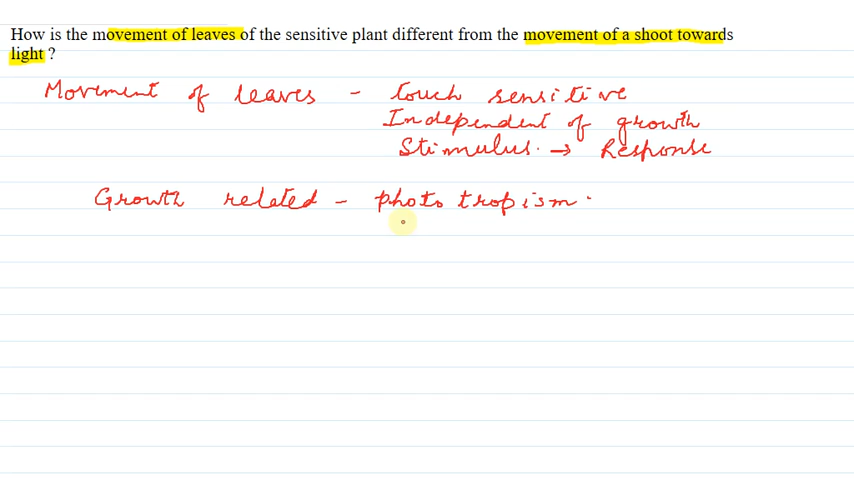 How is the movement of leaves of the sensitive plant different from the movement of a shoot towards
light ?
Movement of leaves - touch sensitive
Independent of growth
Stimulus. → Response
Growth related - photo tropism.